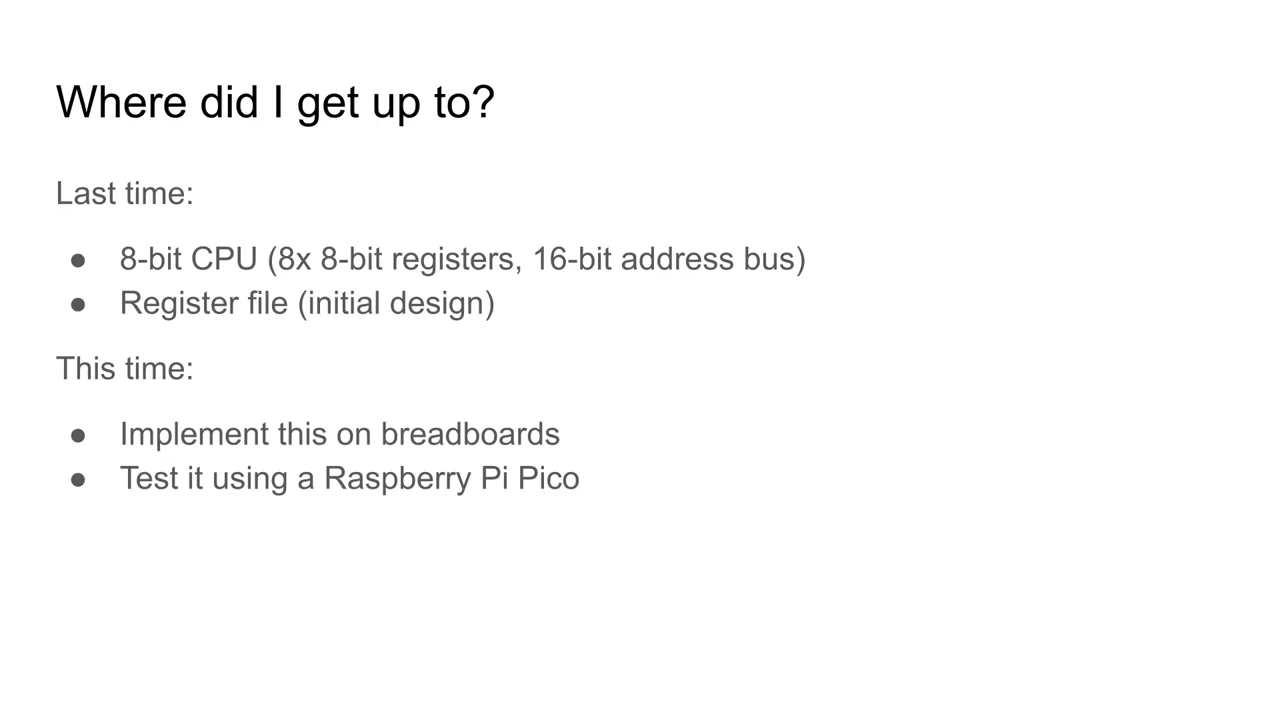 Where did I get up to?
Last time:
● 8-bit CPU (8x 8-bit registers, 16-bit address bus)
● Register file (initial design)
This time:
● Implement this on breadboards
● Test it using a Raspberry Pi Pico